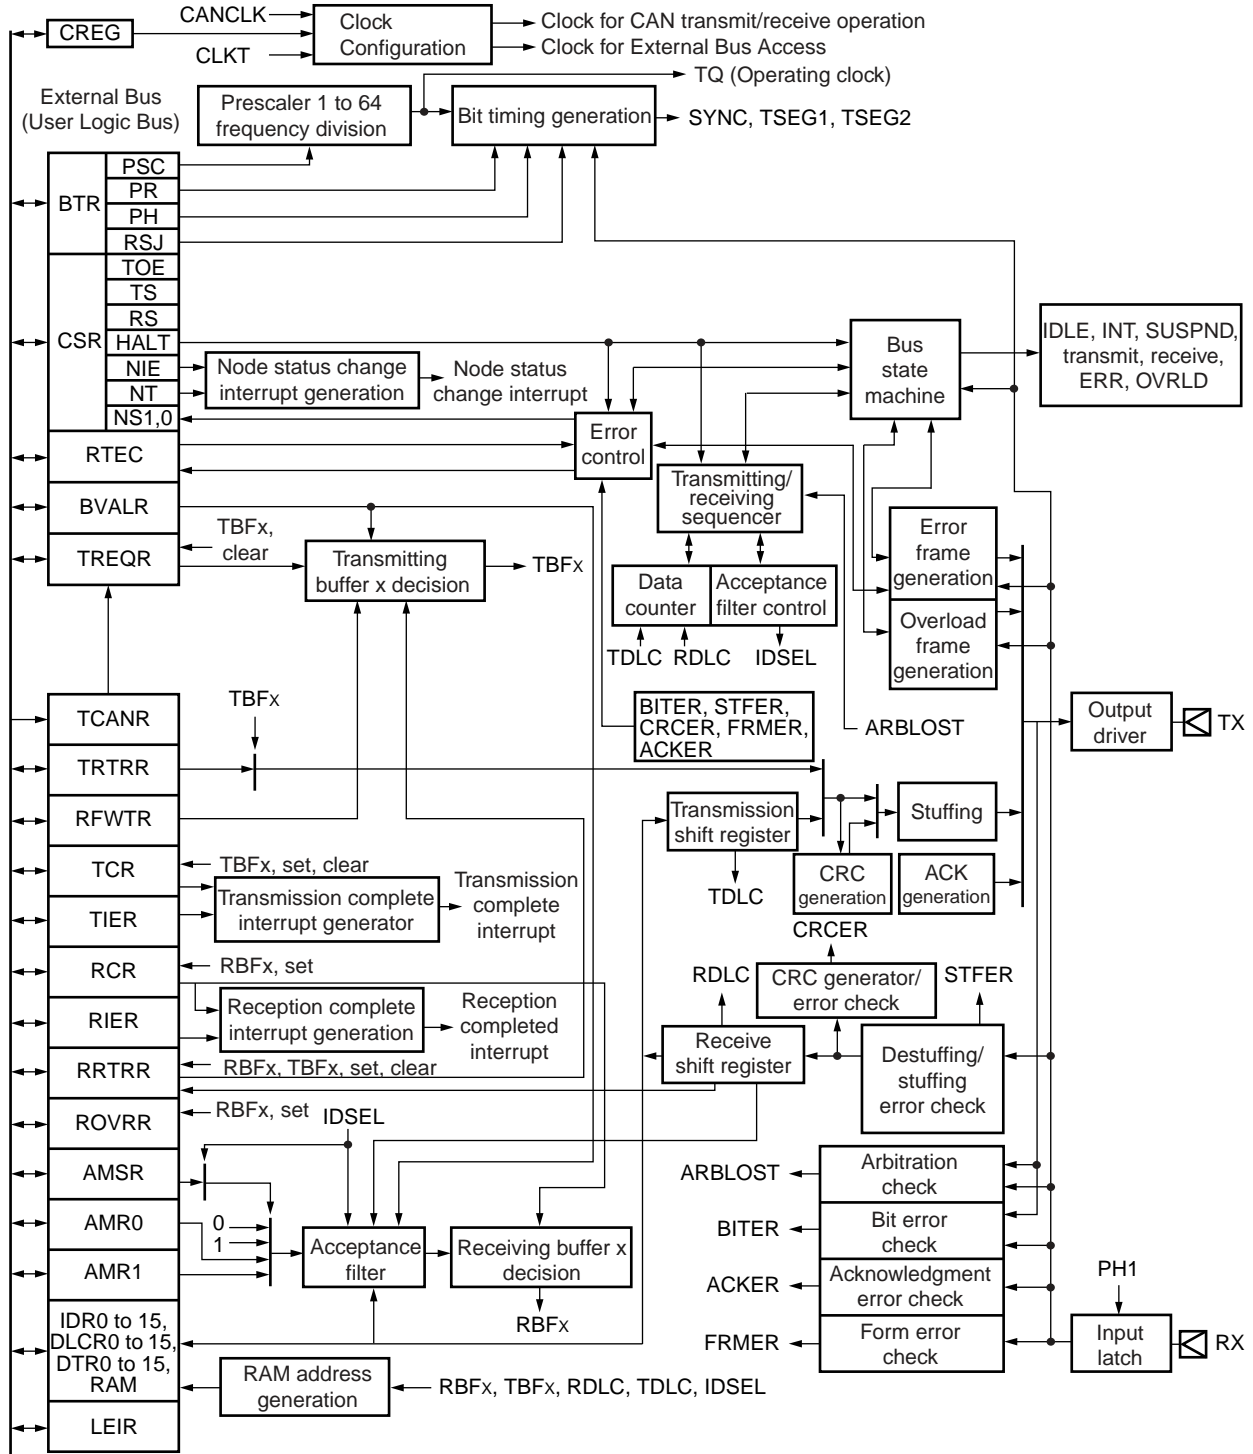 CANCLK
CREG
CLKT
Clock
Configuration
Clock for CAN transmit/receive operation
Clock for External Bus Access
TQ (Operating clock)
External Bus
(User Logic Bus)
Prescaler 1 to 64
frequency division
Bit timing generation
SYNC, TSEG1, TSEG2
BTR
PSC
PR
PH
RSJ
CSR
TOE
TS
RS
HALT
NIE
NT
NS1,0
Node status change
interrupt generation
Node status
change interrupt
Bus
state
machine
IDLE, INT, SUSPND,
transmit, receive,
ERR, OVRLD
RTEC
Error
control
Transmitting/
receiving
sequencer
BVALR
TREQR
TBFx,
clear
Transmitting
buffer x decision
TBFx
Data
counter
Acceptance
filter control
TDLC
RDLC
IDSEL
Error
frame
generation
Overload
frame
generation
TCANR
TBFx
BITER, STFER,
CRCER, FRMER,
ACKER
ARBLOST
Output
driver
TX
TRTRR
RFWTR
Transmission
shift register
TDLC
Stuffing
CRC
generation
ACK
generation
TCR
TBFx, set, clear
TIER
Transmission complete
interrupt generator
Transmission
complete
interrupt
CRCER
RCR
RBFx, set
RIER
Reception complete
interrupt generation
Reception
completed
interrupt
RDLC
CRC generator/
error check
STFER
Receive
shift register
Destuffing/
stuffing
error check
RRTRR
RBFx, TBFx, set, clear
ROVRR
RBFx, set
IDSEL
AMSR
AMR0
0
1
AMR1
Acceptance
filter
Receiving buffer x
decision
RBFx
ARBLOST
Arbitration
check
BITER
Bit error
check
ACKER
Acknowledgment
error check
FRMER
Form error
check
PH1
Input
latch
RX
IDR0 to 15,
DLCR0 to 15,
DTR0 to 15,
RAM
RAM address
generation
RBFx, TBFx, RDLC, TDLC, IDSEL
LEIR